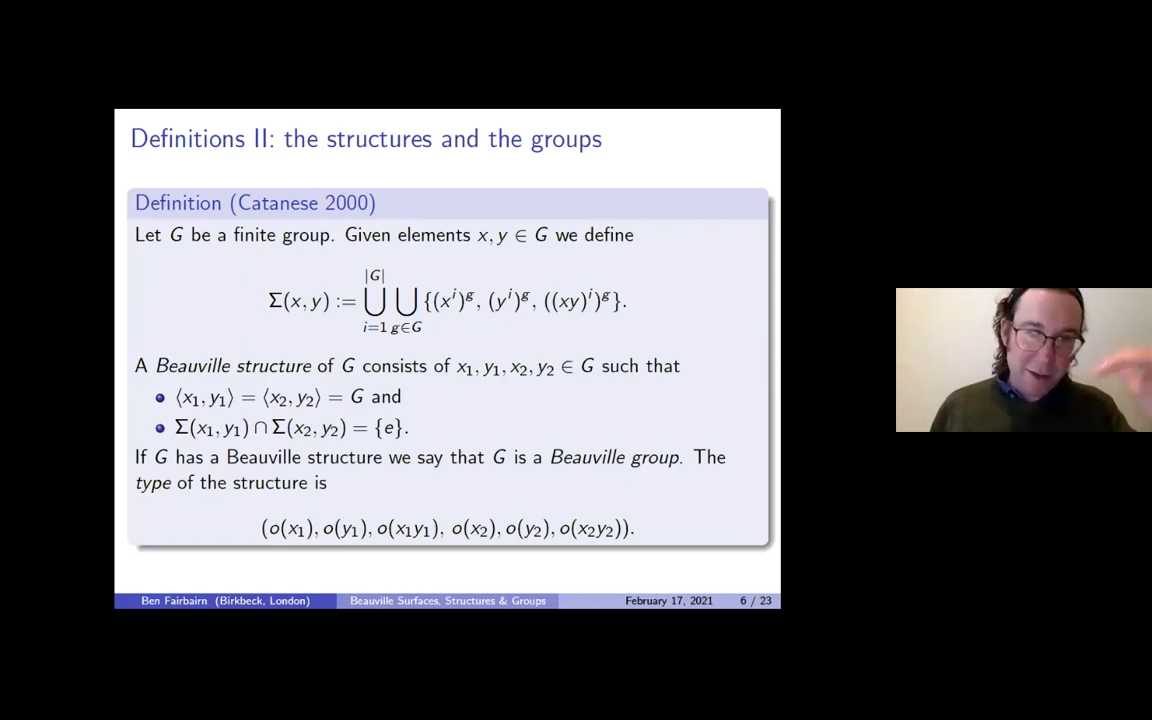 Definitions II: the structures and the groups
Definition (Catanese 2000)
Let G be a finite group. Given elements x, y ∈ G we define
|G|
Σ(x, y) := ⋃ ⋃ {(xⁱ)ᵍ, (yⁱ)ᵍ, ((xy)ⁱ)ᵍ}.
i=1 g∈G
A Beauville structure of G consists of x₁, y₁, x₂, y₂ ∈ G such that
• ⟨x₁, y₁⟩ = ⟨x₂, y₂⟩ = G and
• Σ(x₁, y₁) ∩ Σ(x₂, y₂) = {e}.
If G has a Beauville structure we say that G is a Beauville group. The
type of the structure is
(o(x₁), o(y₁), o(x₁y₁), o(x₂), o(y₂), o(x₂y₂)).
Ben Fairbairn (Birkbeck, London) Beauville Surfaces, Structures & Groups February 17, 2021 6 / 23